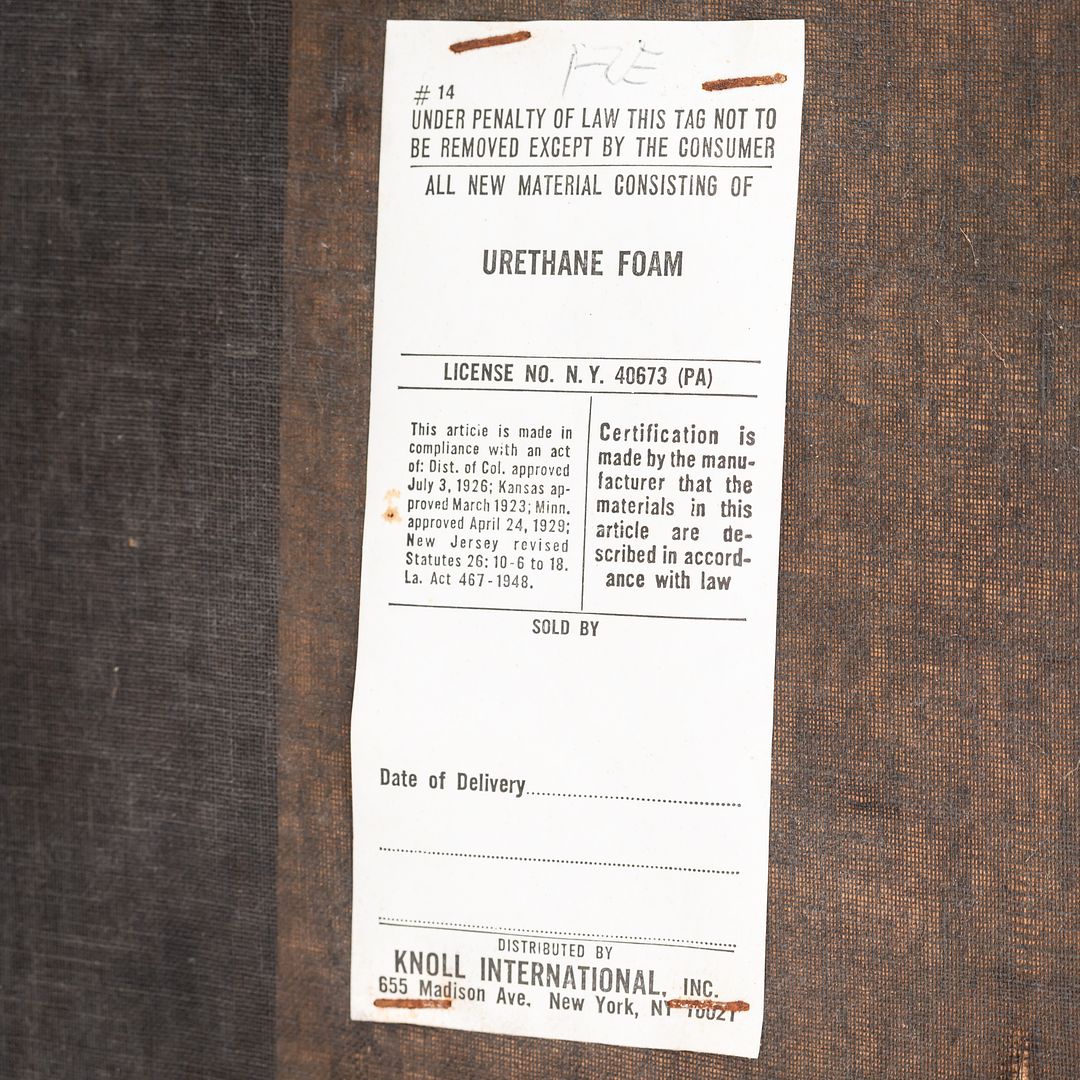 # 14
UNDER PENALTY OF LAW THIS TAG NOT TO
BE REMOVED EXCEPT BY THE CONSUMER
ALL NEW MATERIAL CONSISTING OF
URETHANE FOAM
LICENSE NO. N.Y. 40673 (PA)
This article is made in
compliance with an act
of: Dist. of Col. approved
July 3, 1926; Kansas ap-
proved March 1923; Minn.
approved April 24, 1929;
New Jersey revised
Statutes 26: 10-6 to 18.
La. Act 467-1948.
Certification is
made by the manu-
facturer that the
materials in this
article are de-
scribed in accord-
ance with law
SOLD BY
Date of Delivery
DISTRIBUTED BY
KNOLL INTERNATIONAL, INC.
655 Madison Ave. New York, NY 10021